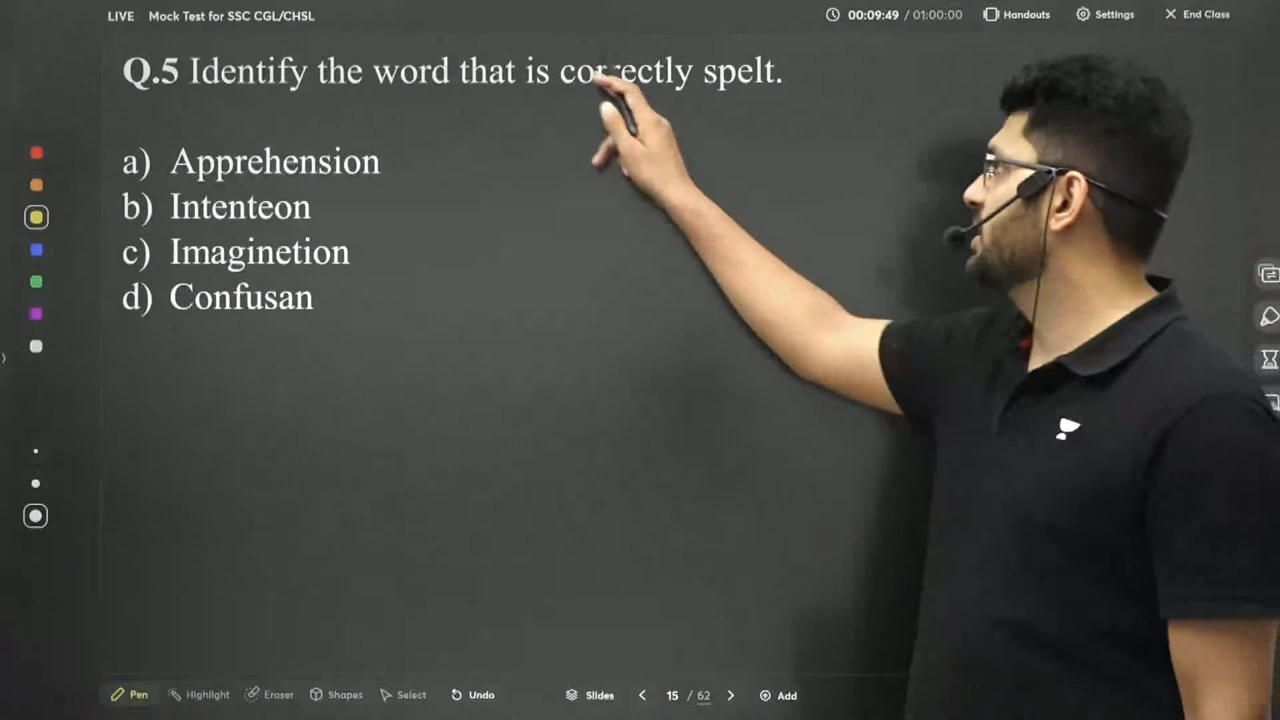 LIVE Mock Test for SSC CGL/CHSL 00:09:49 / 01:00:00 Handouts Settings End Class
Q.5 Identify the word that is correctly spelt.
a) Apprehension
b) Intenteon
c) Imaginetion
d) Confusan
Pen Highlight Eraser Shapes Select Undo Slides 15 / 62 Add